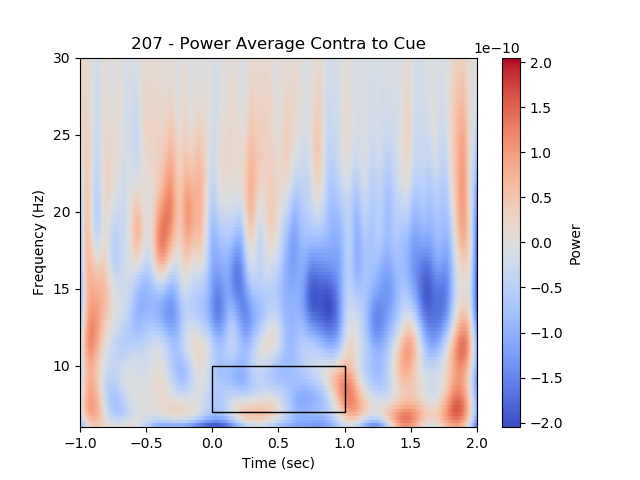 207 - Power Average Contra to Cue
1e−10
30
25
20
15
10
Frequency (Hz)
−1.0 −0.5 0.0 0.5 1.0 1.5 2.0
Time (sec)
2.0
1.5
1.0
0.5
0.0
−0.5
−1.0
−1.5
−2.0
Power